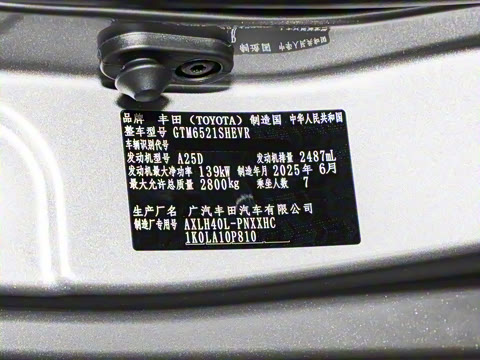 品牌 丰田（TOYOTA） 制造国 中华人民共和国
整车型号 GTM6521SHEVR
车辆识别代号
发动机型号 A25D 发动机排量 2487mL
发动机最大净功率 139kW 制造年月 2025年 6月
最大允许总质量 2800kg 乘坐人数 7
生产厂名 广汽丰田汽车有限公司
制造厂专用号 AXLH40L-PNXXHC
1K0LA10P810